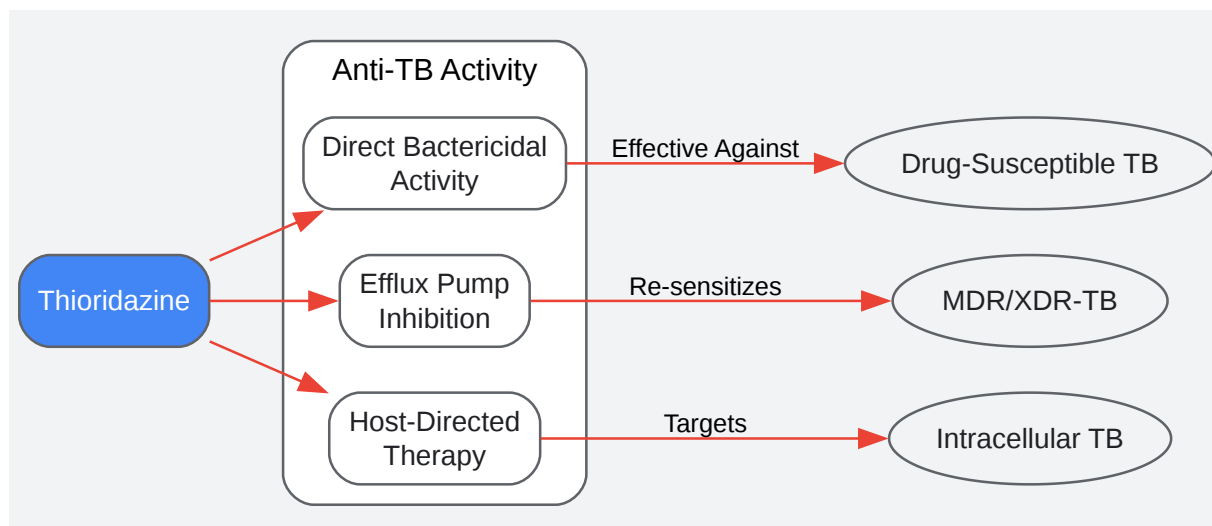 Anti-TB Activity
Thioridazine
Direct Bactericidal
Activity
Effective Against
Drug-Susceptible TB
Efflux Pump
Inhibition
Re-sensitizes
MDR/XDR-TB
Host-Directed
Therapy
Targets
Intracellular TB